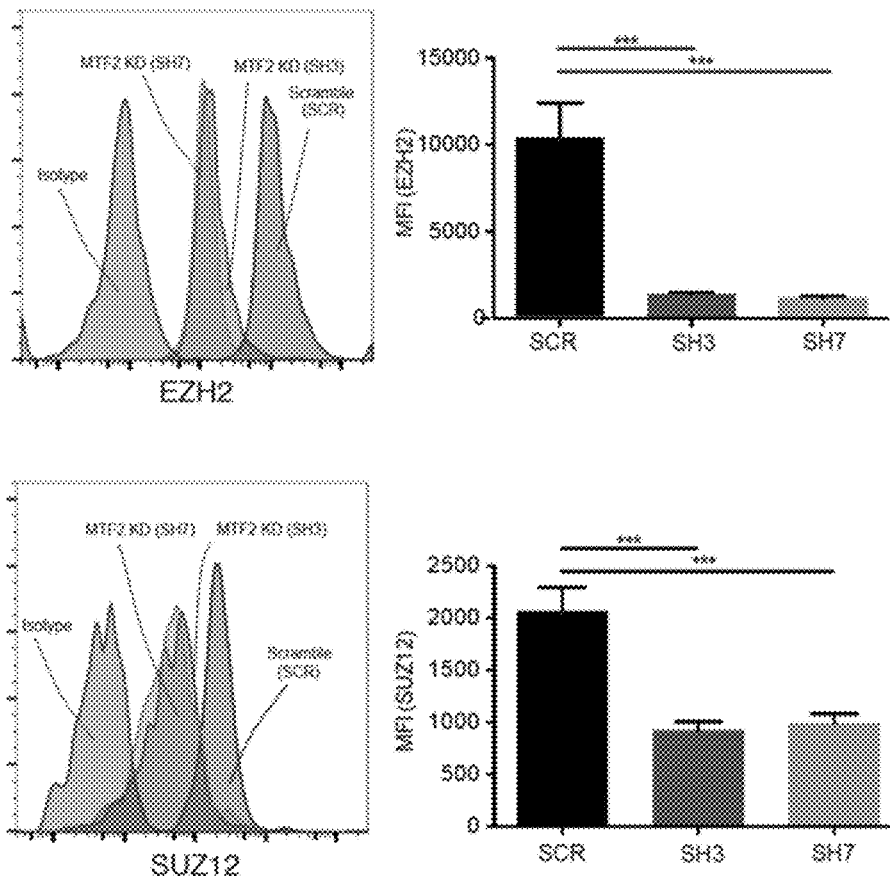 MTF2 KD (SH7)
MTF2 KD (SH3)
Scramble
(SCR)
Isotype
EZH2
***
***
15000
10000
5000
0
MFI (EZH2)
SCR SH3 SH7
MTF2 KD (SH7) MTF2 KD (SH3)
Isotype
Scramble
(SCR)
SUZ12
***
***
2500
2000
1500
1000
500
0
MFI (SUZ12)
SCR SH3 SH7